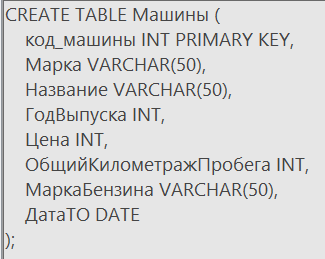 CREATE TABLE Машины (
код_машины INT PRIMARY KEY,
Марка VARCHAR(50),
Название VARCHAR(50),
ГодВыпуска INT,
Цена INT,
ОбщийКилометражПробега INT,
МаркаБензина VARCHAR(50),
ДатаТО DATE
);